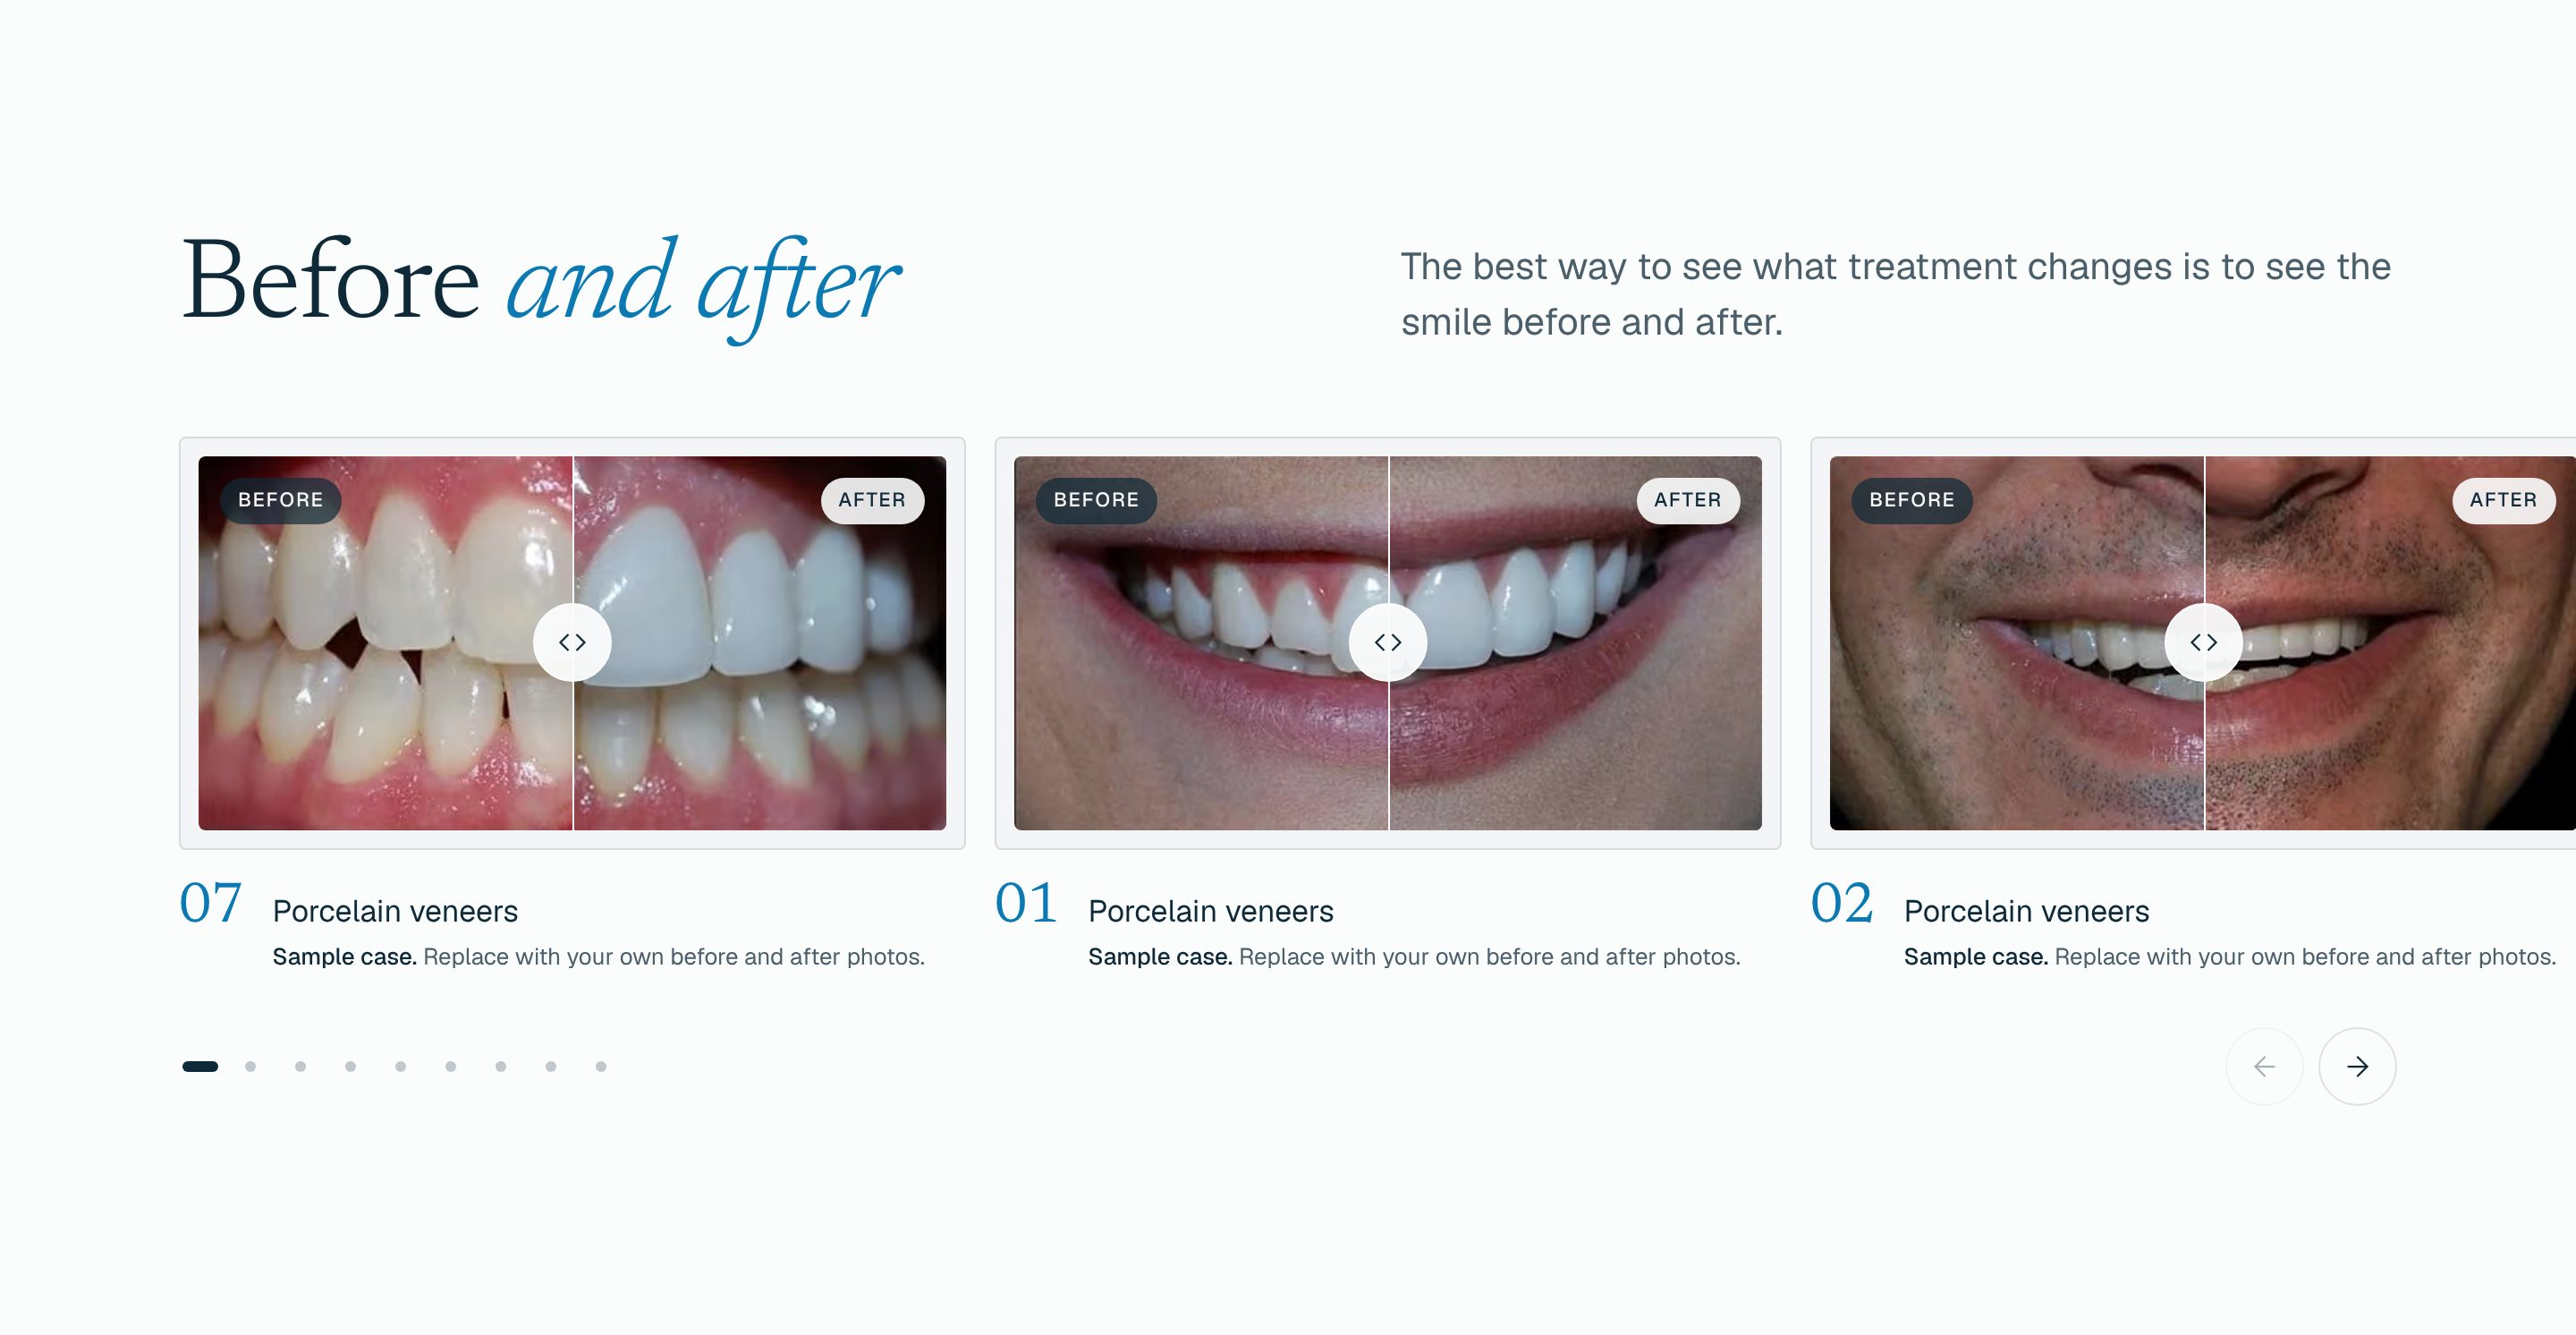 Before and after
The best way to see what treatment changes is to see the
smile before and after.
BEFORE
AFTER
BEFORE
AFTER
BEFORE
AFTER
07
Porcelain veneers
Sample case. Replace with your own before and after photos.
01
Porcelain veneers
Sample case. Replace with your own before and after photos.
02
Porcelain veneers
Sample case. Replace with your own before and after photos.